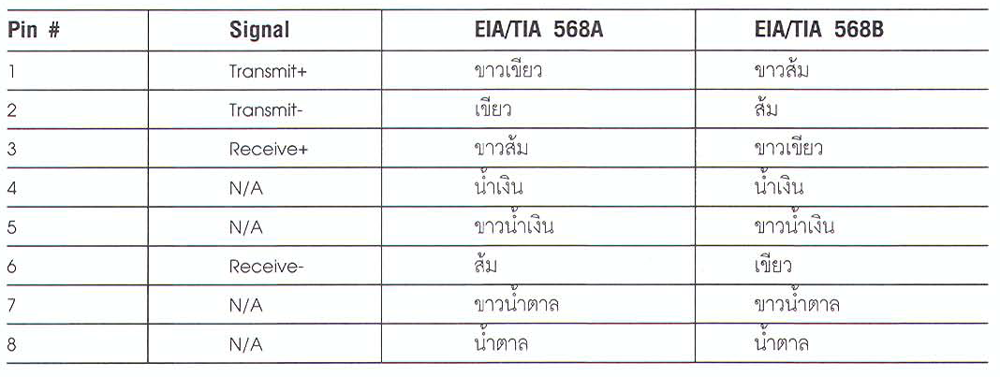 Pin # Signal EIA/TIA 568A EIA/TIA 568B
1 Transmit+ ขาวเขียว ขาวส้ม
2 Transmit- เขียว ส้ม
3 Receive+ ขาวส้ม ขาวเขียว
4 N/A น้ำเงิน น้ำเงิน
5 N/A ขาวน้ำเงิน ขาวน้ำเงิน
6 Receive- ส้ม เขียว
7 N/A ขาวน้ำตาล ขาวน้ำตาล
8 N/A น้ำตาล น้ำตาล